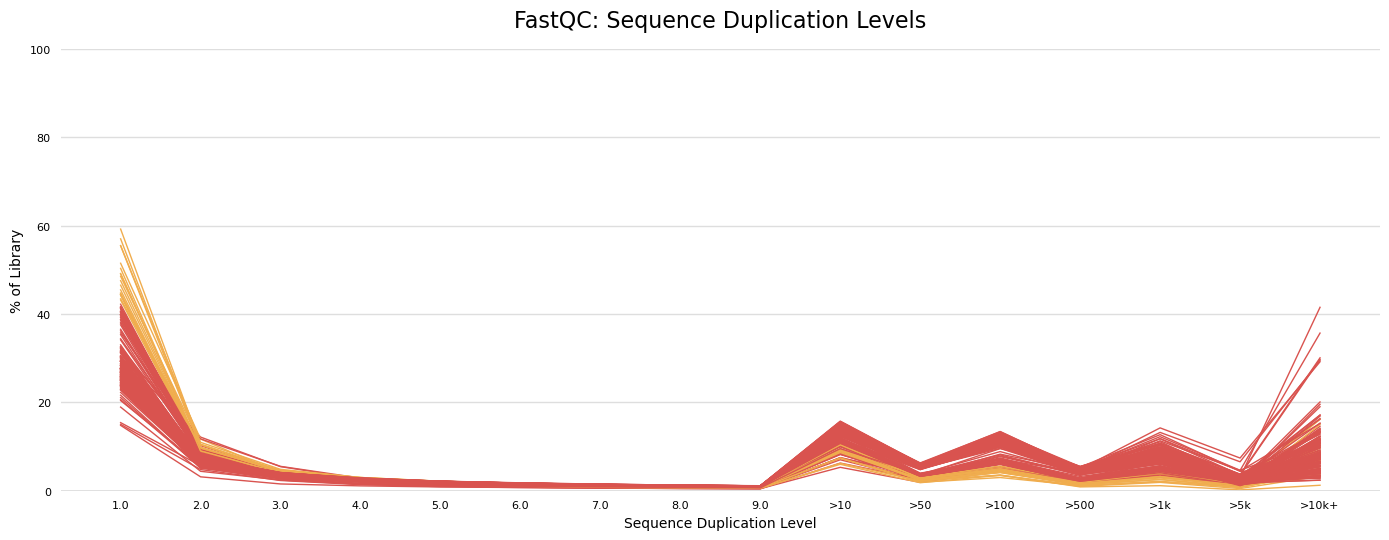 FastQC: Sequence Duplication Levels
100
80
60
40
20
0
% of Library
1.0 2.0 3.0 4.0 5.0 6.0 7.0 8.0 9.0 >10 >50 >100 >500 >1k >5k >10k+
Sequence Duplication Level